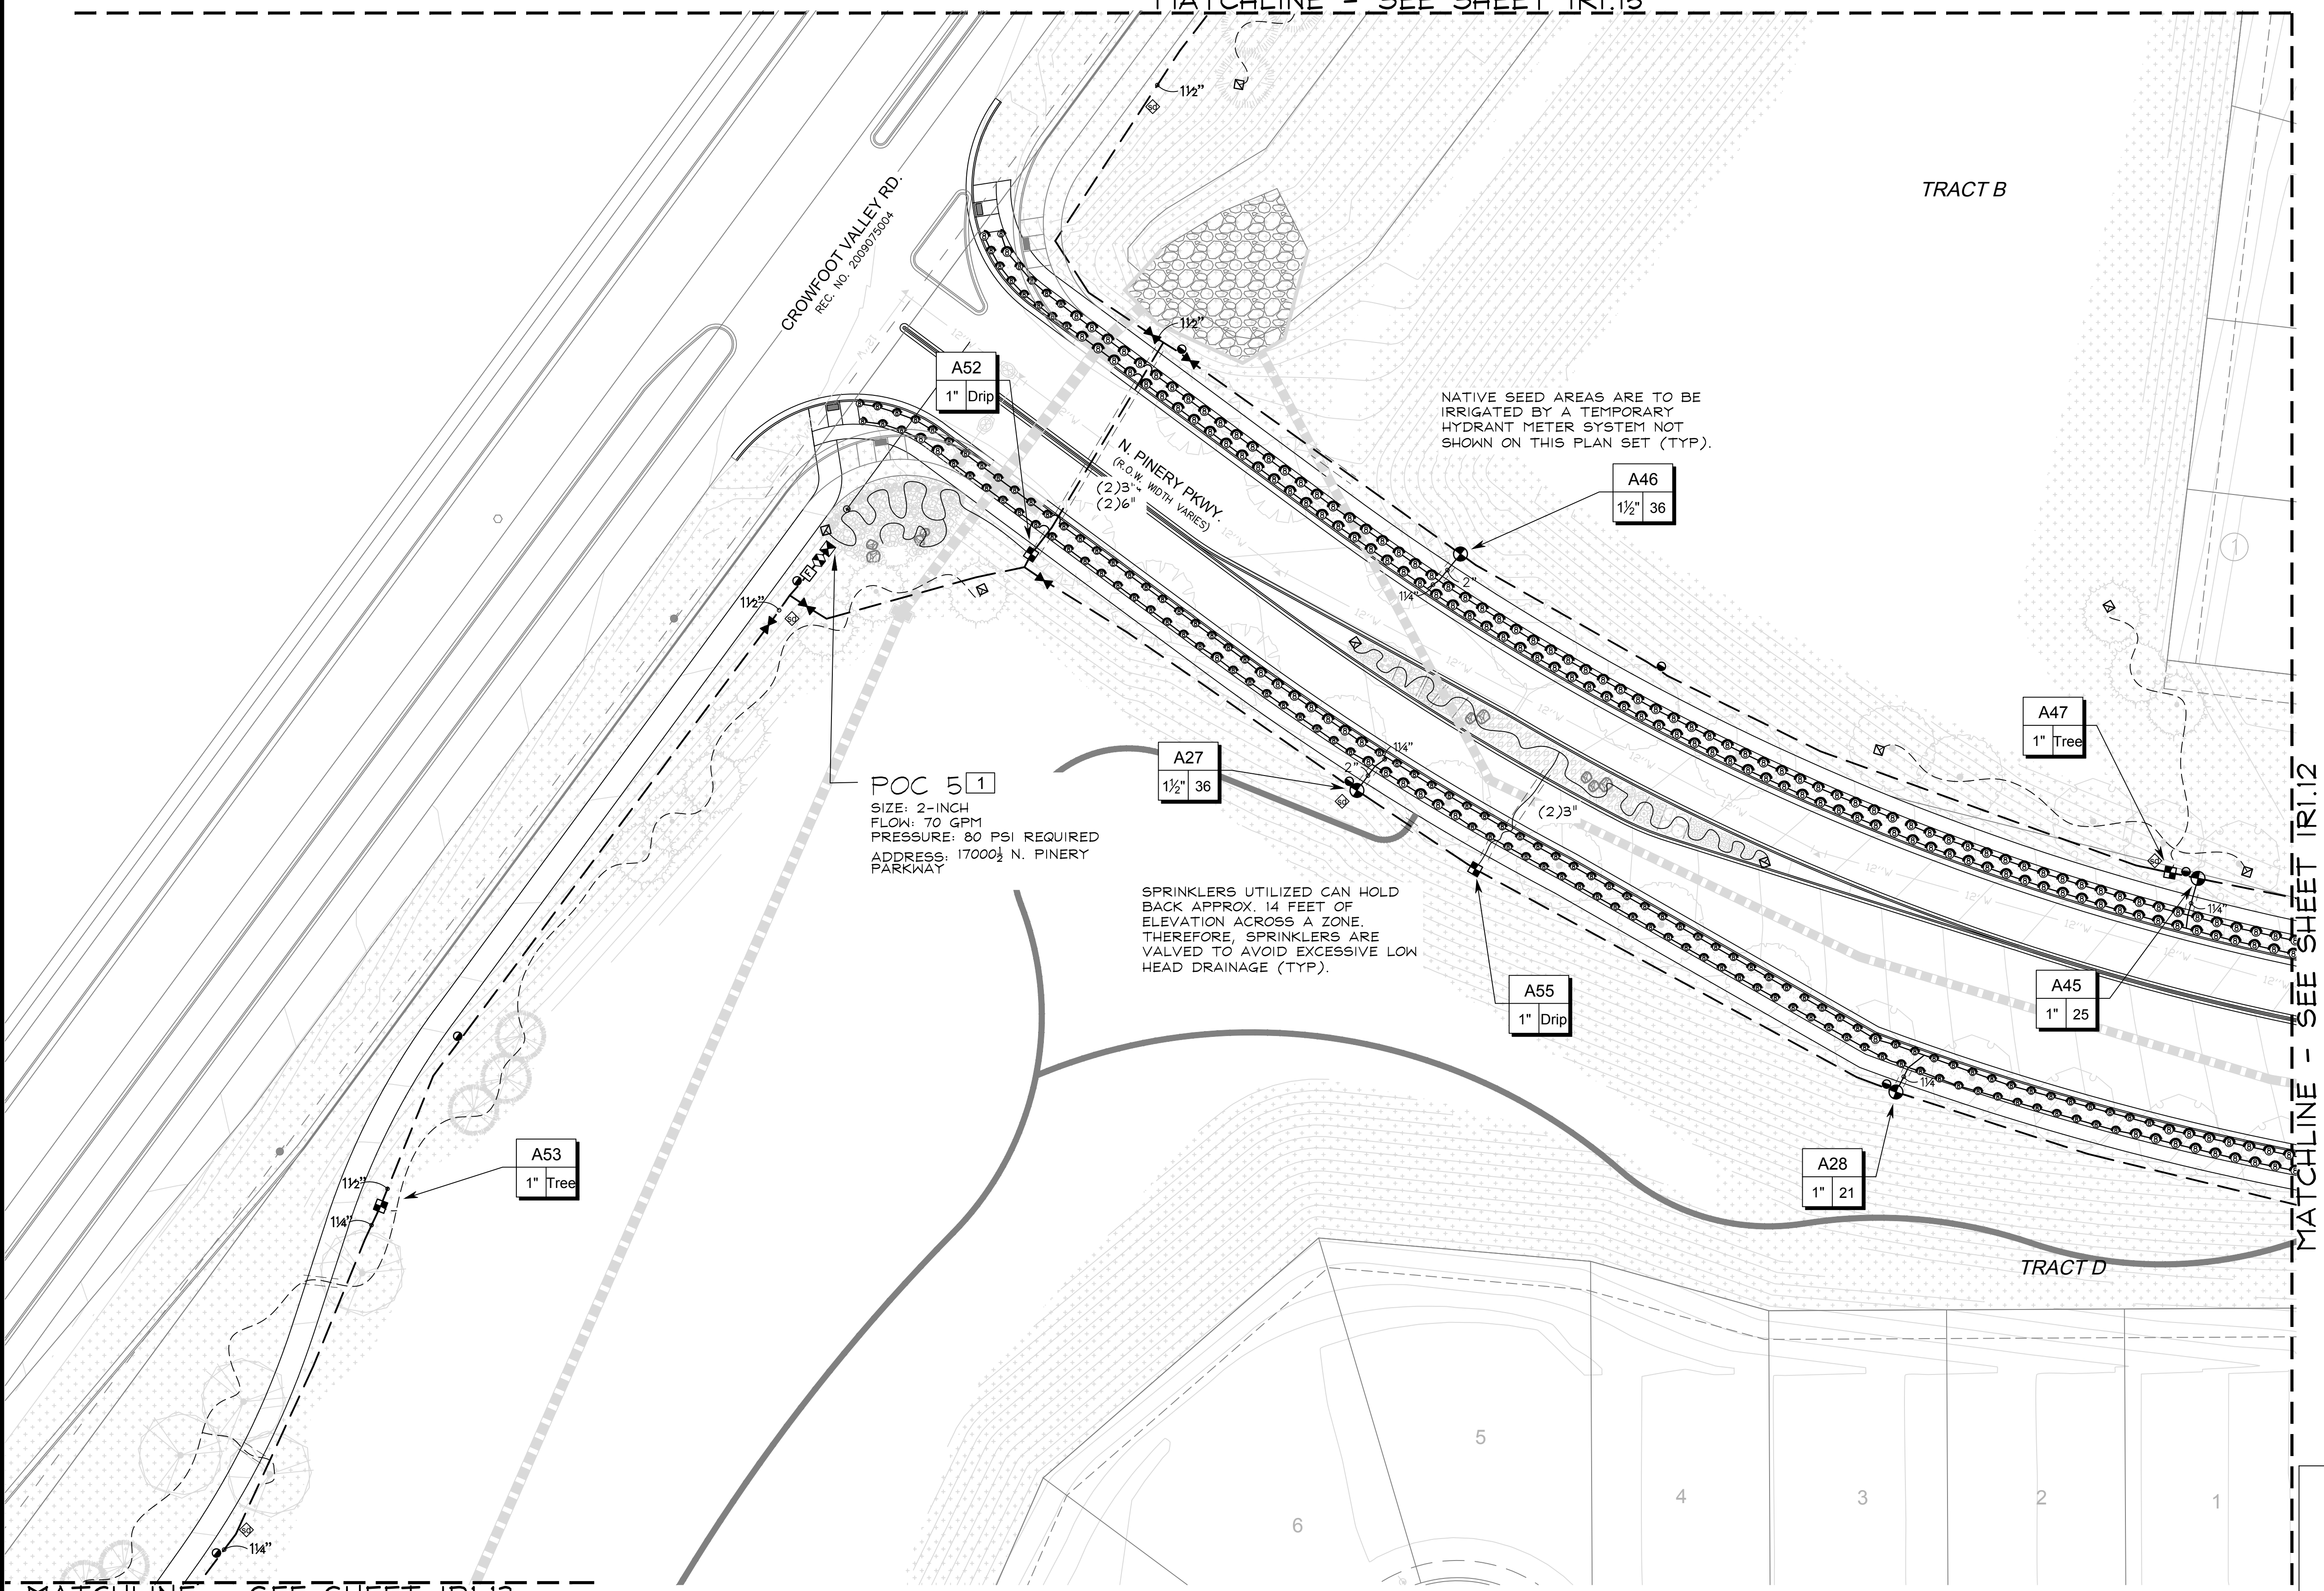 MATCHLINE - SEE SHEET IR1.15
1½"
TRACT B
CROWFOOT VALLEY RD.
REC. NO. 2009075004
1½"
A52
1" Drip
N. PINERY PKWY.
(R.O.W. WIDTH VARIES)
(2)3"
(2)6"
NATIVE SEED AREAS ARE TO BE
IRRIGATED BY A TEMPORARY
HYDRANT METER SYSTEM NOT
SHOWN ON THIS PLAN SET (TYP).
A46
1½" 36
2"
1¼"
1½"
1
A47
1" Tree
A27
1½" 36
1¼"
2"
POC 5 1
SIZE: 2-INCH
FLOW: 70 GPM
PRESSURE: 80 PSI REQUIRED
ADDRESS: 17000½ N. PINERY
PARKWAY
(2)3"
SPRINKLERS UTILIZED CAN HOLD
BACK APPROX. 14 FEET OF
ELEVATION ACROSS A ZONE.
THEREFORE, SPRINKLERS ARE
VALVED TO AVOID EXCESSIVE LOW
HEAD DRAINAGE (TYP).
1¼"
A55
1" Drip
A45
1" 25
MATCHLINE - SEE SHEET IR1.12
1¼"
A53
1" Tree
1½"
1¼"
A28
1" 21
TRACT D
5
4
3
2
1
6
1¼"
MATCHLINE - SEE SHEET IR1.13